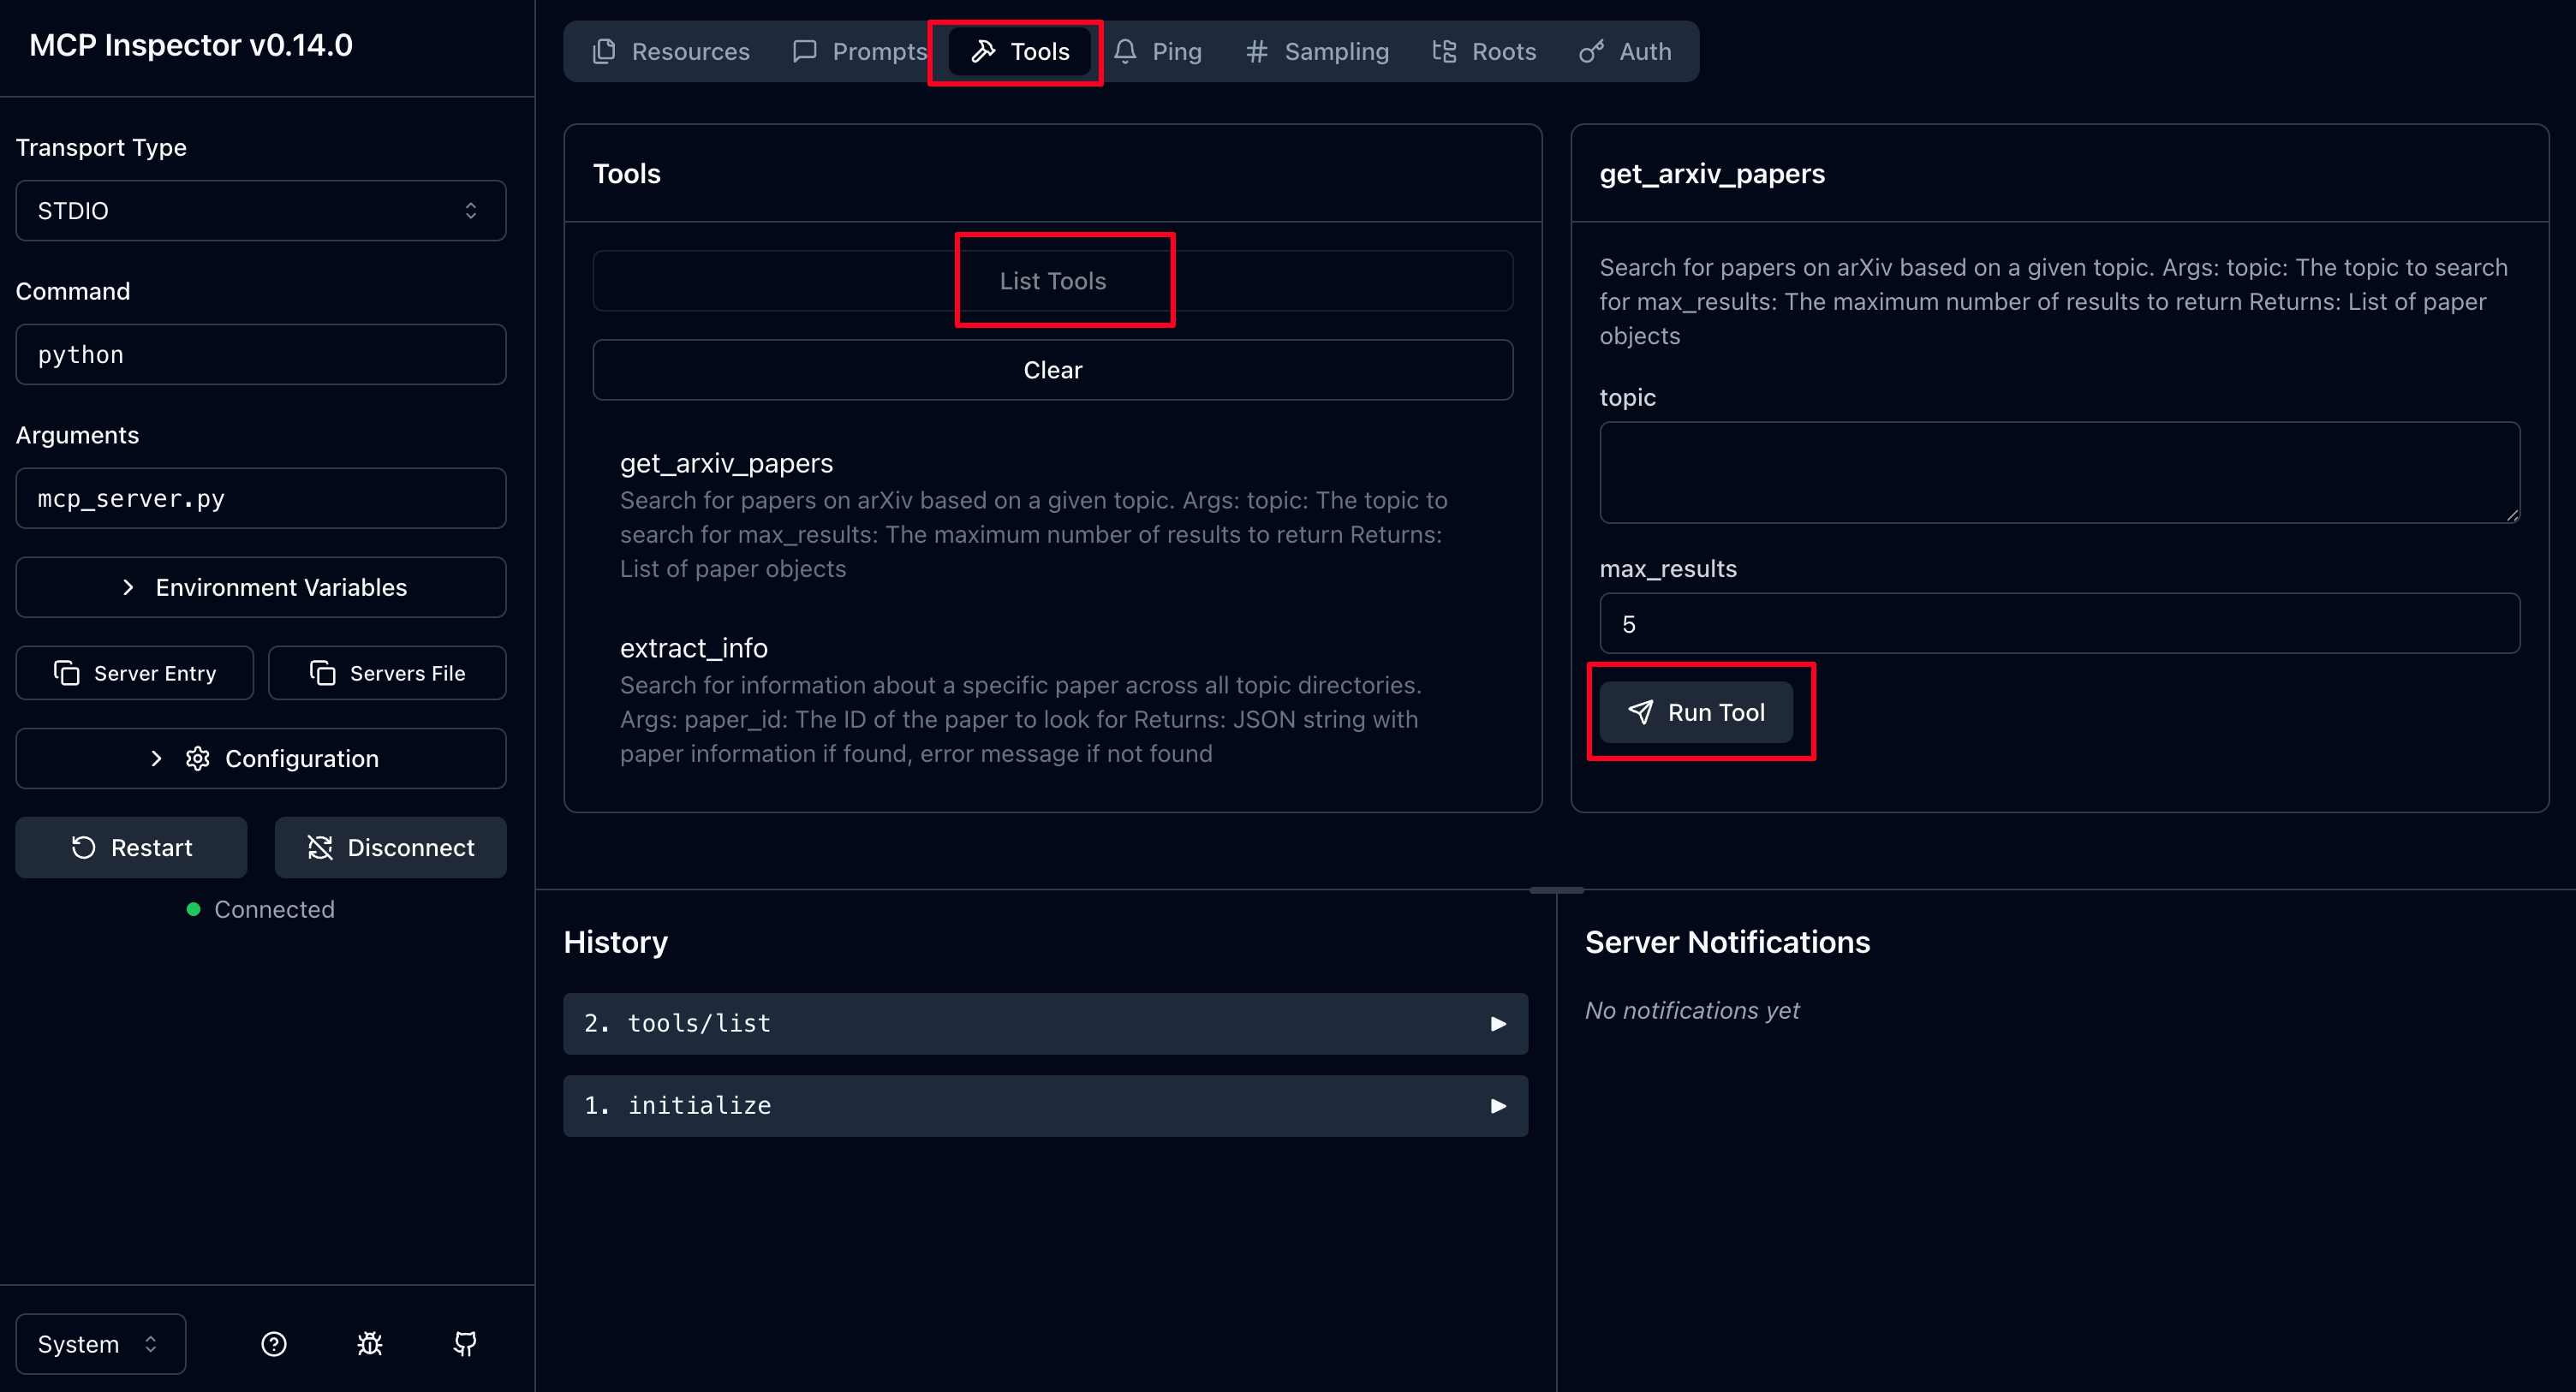 MCP Inspector v0.14.0
Transport Type
STDIO
Command
python
Arguments
mcp_server.py
Environment Variables
Server Entry
Servers File
Configuration
Restart
Disconnect
Connected
System
Resources
Prompts
Tools
Ping
Sampling
Roots
Auth
Tools
List Tools
Clear
get_arxiv_papers
Search for papers on arXiv based on a given topic. Args: topic: The topic to
search for max_results: The maximum number of results to return Returns:
List of paper objects
extract_info
Search for information about a specific paper across all topic directories.
Args: paper_id: The ID of the paper to look for Returns: JSON string with
paper information if found, error message if not found
get_arxiv_papers
Search for papers on arXiv based on a given topic. Args: topic: The topic to search
for max_results: The maximum number of results to return Returns: List of paper
objects
topic
max_results
5
Run Tool
History
2. tools/list
1. initialize
Server Notifications
No notifications yet